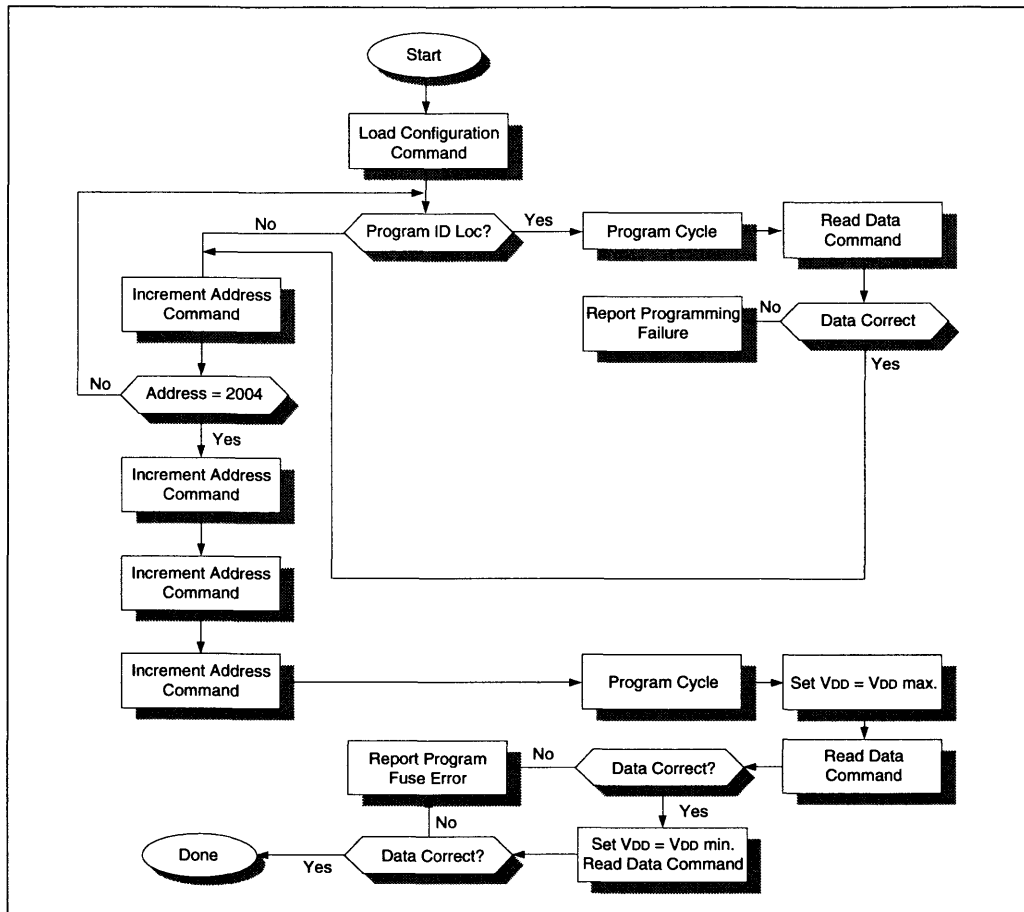 Start
Load Configuration
Command
No
Program ID Loc?
Yes
Program Cycle
Read Data
Command
Increment Address
Command
Report Programming
Failure
No
Data Correct
Yes
No
Address = 2004
Yes
Increment Address
Command
Increment Address
Command
Increment Address
Command
Program Cycle
Set VDD = VDD max.
Report Program
Fuse Error
No
Data Correct?
Read Data
Command
Yes
No
Done
Yes
Data Correct?
Set VDD = VDD min.
Read Data Command